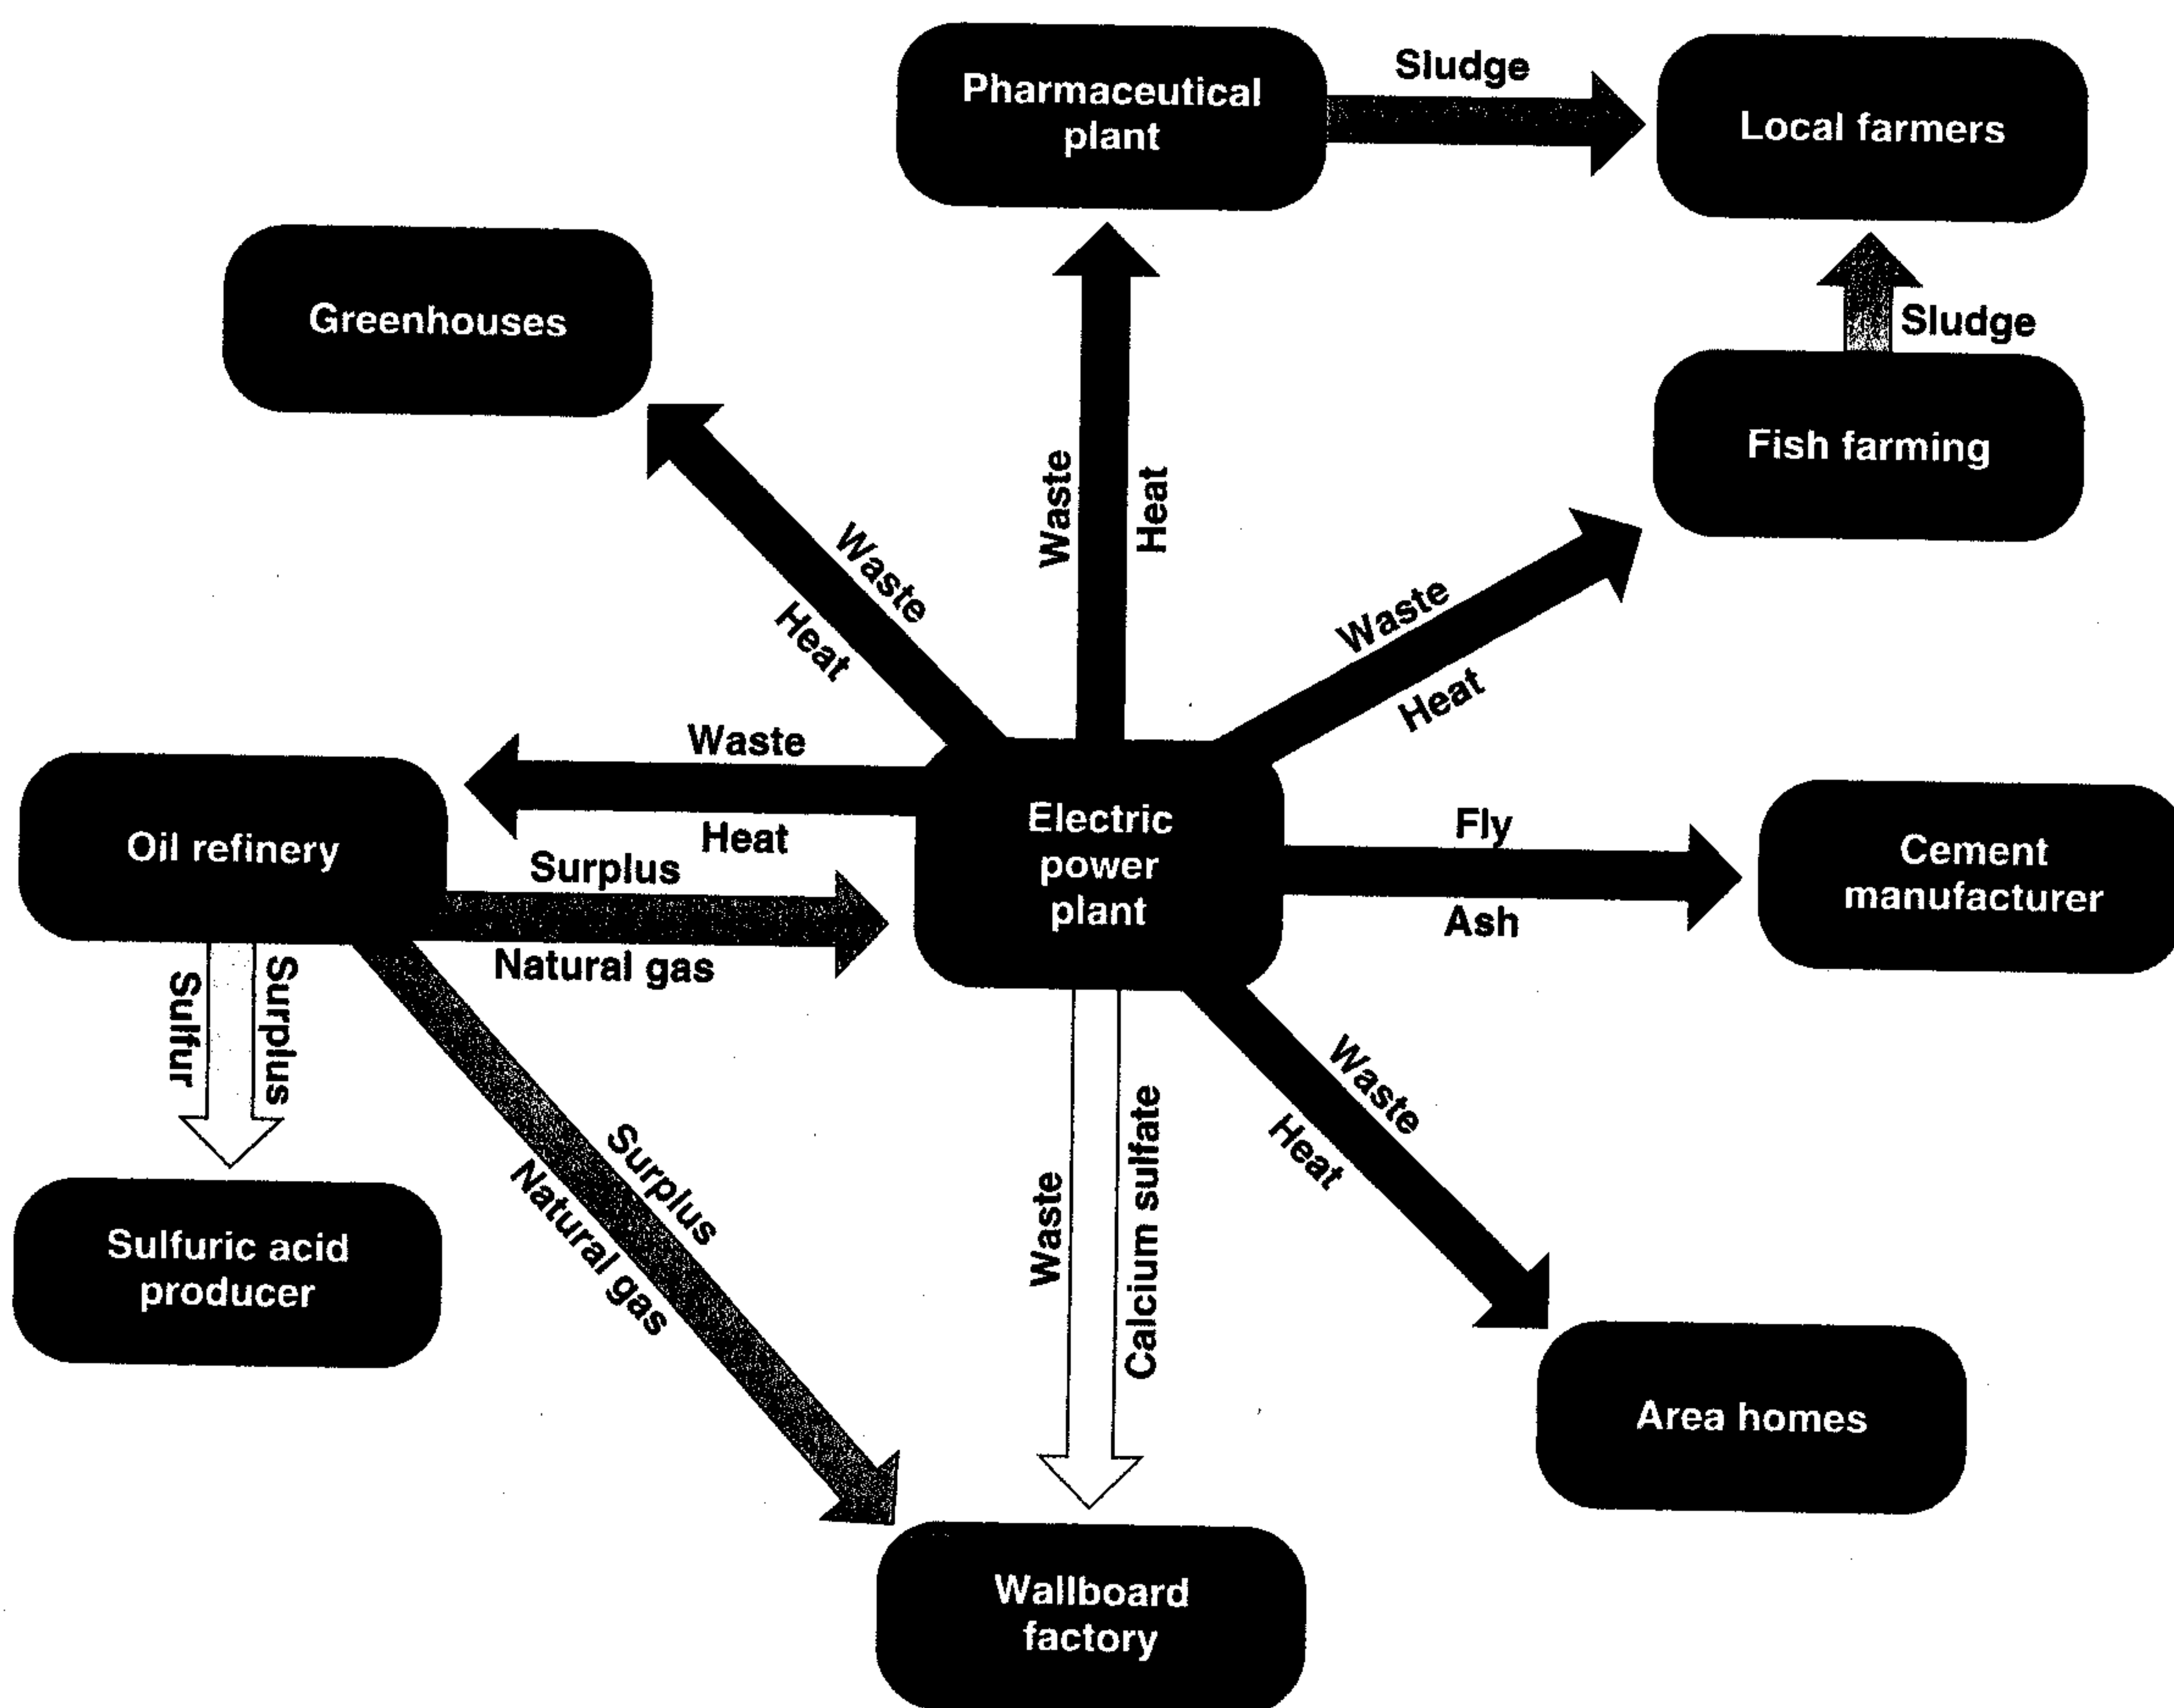 Pharmaceutical
plant
Sludge
Local farmers
Greenhouses
Sludge
Fish farming
Waste
Heat
Waste
Heat
Waste
Heat
Waste
Heat
Oil refinery
Surplus
Natural gas
Electric
power
plant
Fly
Ash
Cement
manufacturer
Sulfur
Surplus
Surplus
Natural gas
Waste
Calcium sulfate
Waste
Heat
Sulfuric acid
producer
Area homes
Wallboard
factory